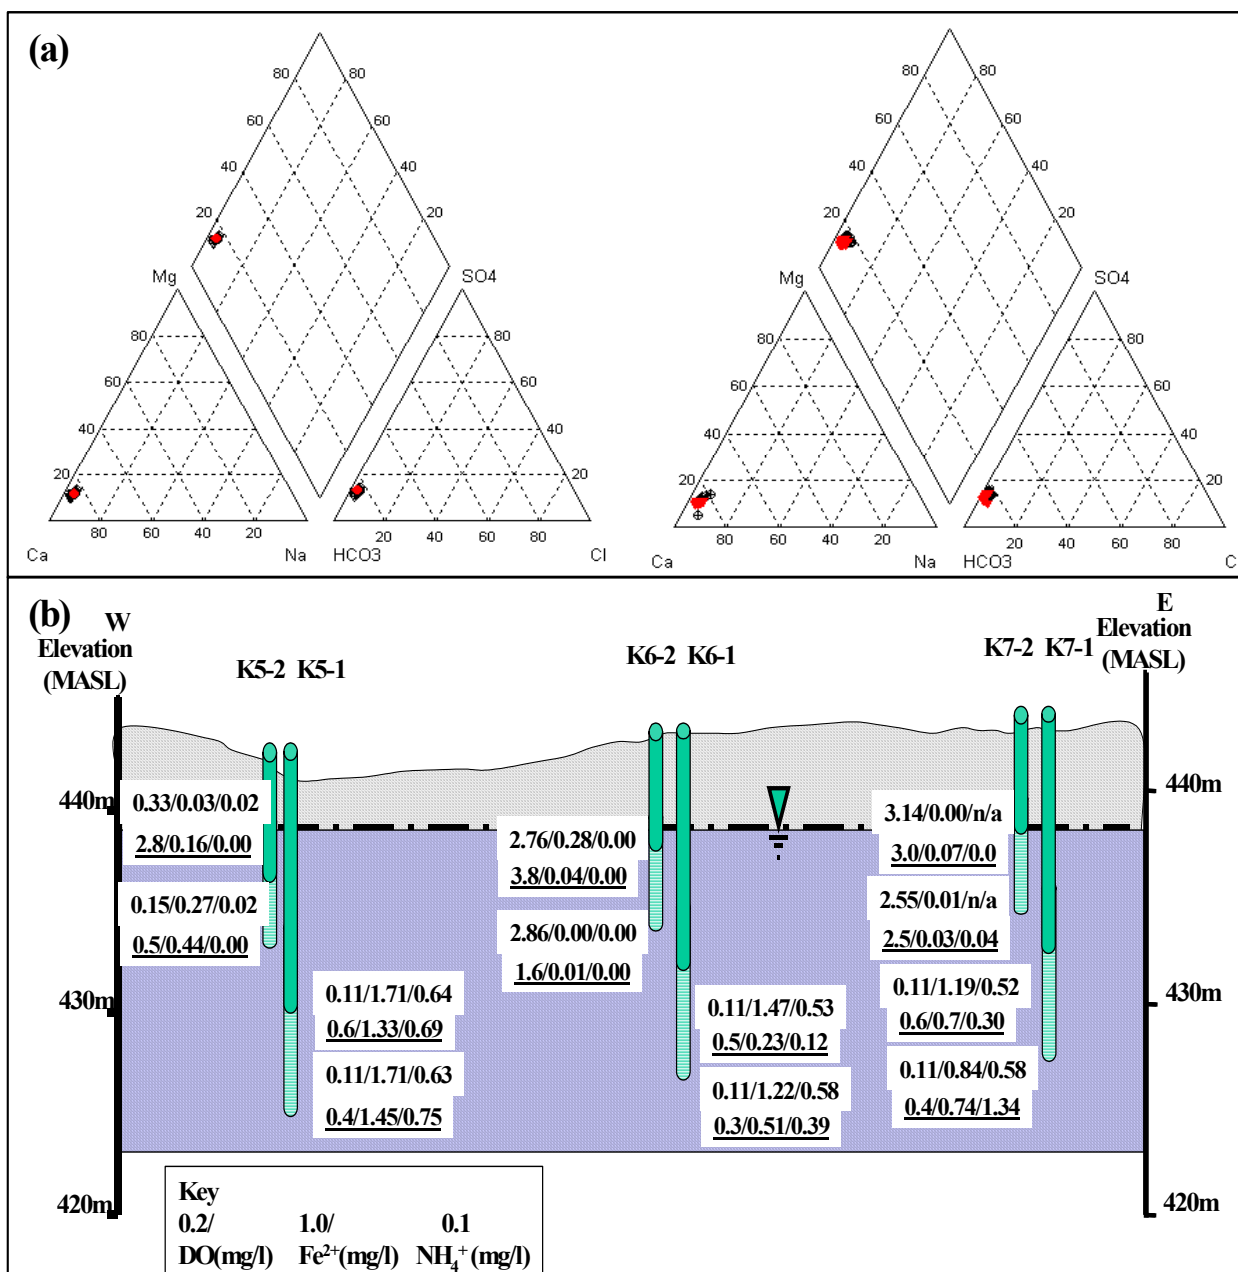 (a)
80 80 80 80
60 60 60 60
40 40 40 40
20 20 20 20
Mg SO4 Mg SO4
80 80 80 80
60 60 60 60
40 40 40 40
20 20 20 20
80 60 40 20 20 40 60 80 80 60 40 20 20 40 60 80
Ca Na HCO3 Cl Ca Na HCO3 C
(b)
W E
Elevation Elevation
(MASL) (MASL)
K5-2 K5-1 K6-2 K6-1 K7-2 K7-1
440m 440m
430m 430m
420m 420m
0.33/0.03/0.02
2.8/0.16/0.00
0.15/0.27/0.02
0.5/0.44/0.00
0.11/1.71/0.64
0.6/1.33/0.69
0.11/1.71/0.63
0.4/1.45/0.75
2.76/0.28/0.00
3.8/0.04/0.00
2.86/0.00/0.00
1.6/0.01/0.00
0.11/1.47/0.53
0.5/0.23/0.12
0.11/1.22/0.58
0.3/0.51/0.39
3.14/0.00/n/a
3.0/0.07/0.0
2.55/0.01/n/a
2.5/0.03/0.04
0.11/1.19/0.52
0.6/0.7/0.30
0.11/0.84/0.58
0.4/0.74/1.34
Key
0.2/ 1.0/ 0.1
DO(mg/l) Fe²⁺(mg/l) NH₄⁺(mg/l)